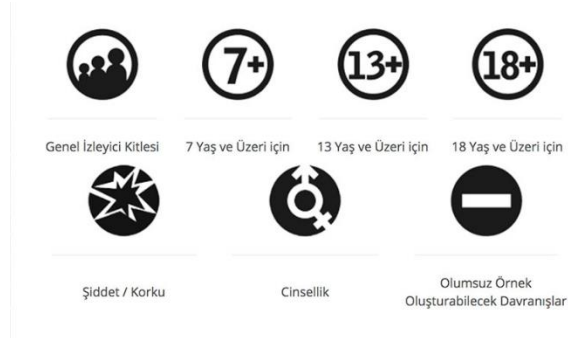 7+
13+
18+
Genel İzleyici Kitlesi
7 Yaş ve Üzeri için
13 Yaş ve Üzeri için
18 Yaş ve Üzeri için
Şiddet / Korku
Cinsellik
Olumsuz Örnek
Oluşturabilecek Davranışlar